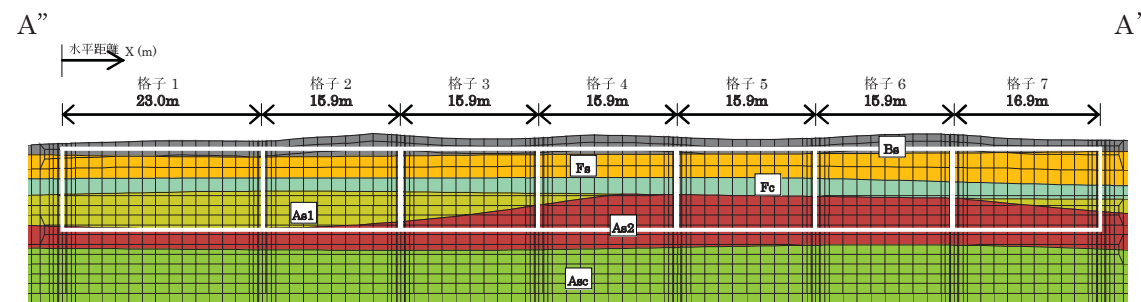 A” A’
水平距離 X (m)
格子 1 格子 2 格子 3 格子 4 格子 5 格子 6 格子 7
23.0m 15.9m 15.9m 15.9m 15.9m 15.9m 16.9m
Bs
Fs
Fc
As1
As2
Asc